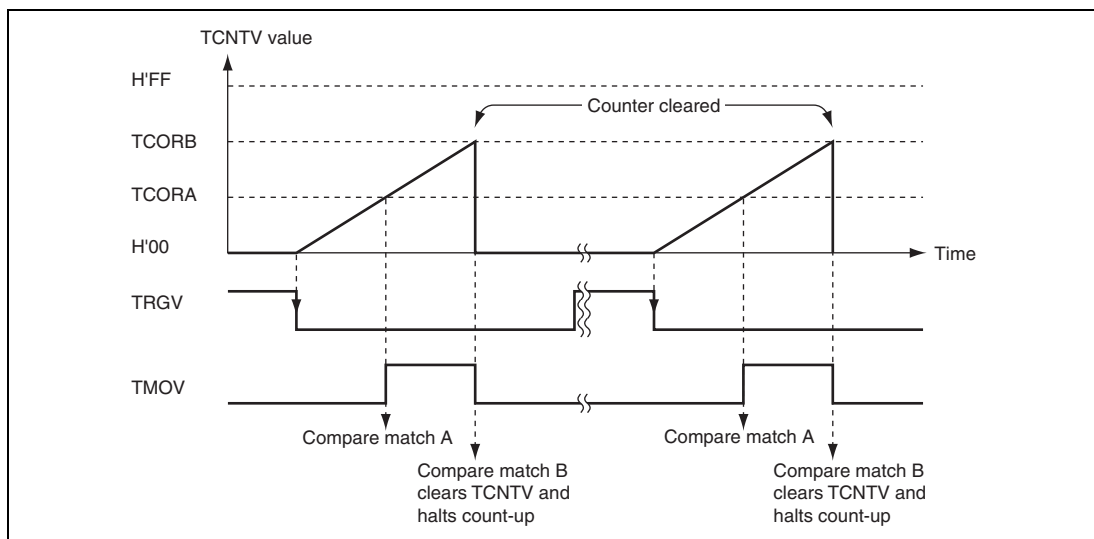 TCNTV value
H'FF
Counter cleared
TCORB
TCORA
H'00
Time
TRGV
TMOV
Compare match A
Compare match A
Compare match B
clears TCNTV and
halts count-up
Compare match B
clears TCNTV and
halts count-up